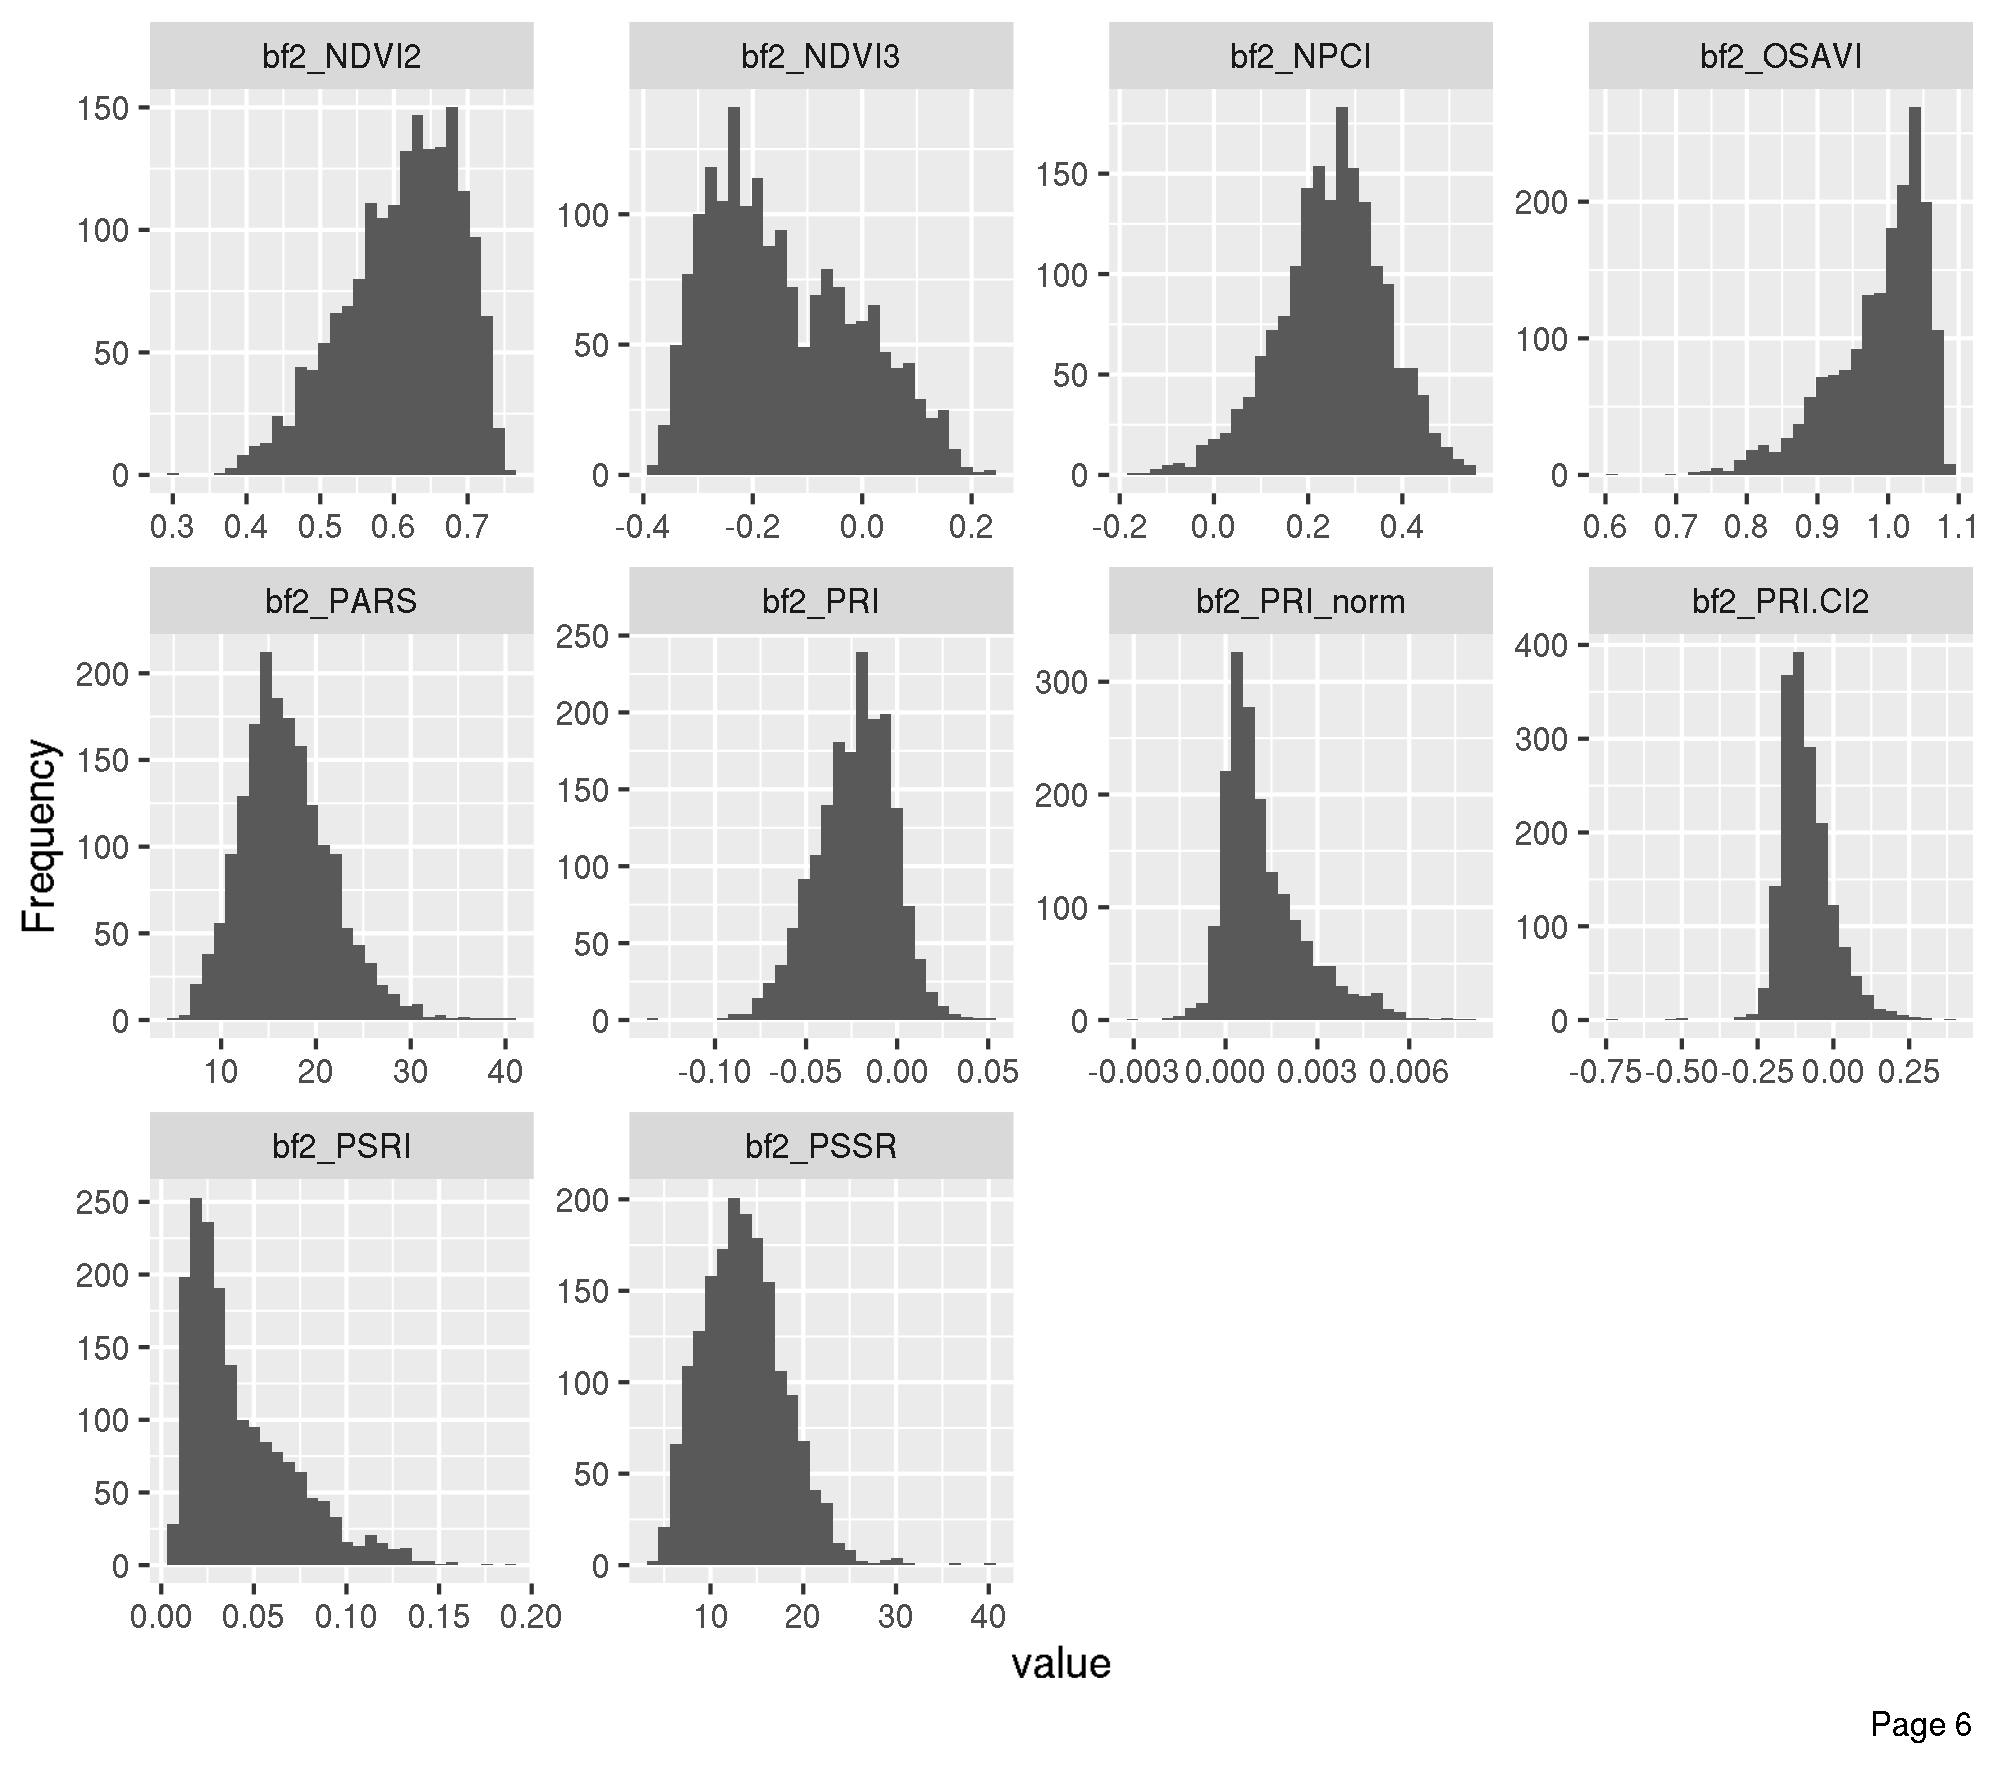 bf2_NDVI2 bf2_NDVI3 bf2_NPCI bf2_OSAVI
150
100
50
0
0.3 0.4 0.5 0.6 0.7
100
50
0
-0.4 -0.2 0.0 0.2
150
100
50
0
-0.2 0.0 0.2 0.4
200
100
0
0.6 0.7 0.8 0.9 1.0 1.1
bf2_PARS bf2_PRI bf2_PRI_norm bf2_PRI.CI2
200
150
100
50
0
10 20 30 40
250
200
150
100
50
0
-0.10 -0.05 0.00 0.05
300
200
100
0
-0.003 0.000 0.003 0.006
400
300
200
100
0
-0.75 -0.50 -0.25 0.00 0.25
bf2_PSRI bf2_PSSR
250
200
150
100
50
0
0.00 0.05 0.10 0.15 0.20
200
150
100
50
0
10 20 30 40
Frequency
value
Page 6